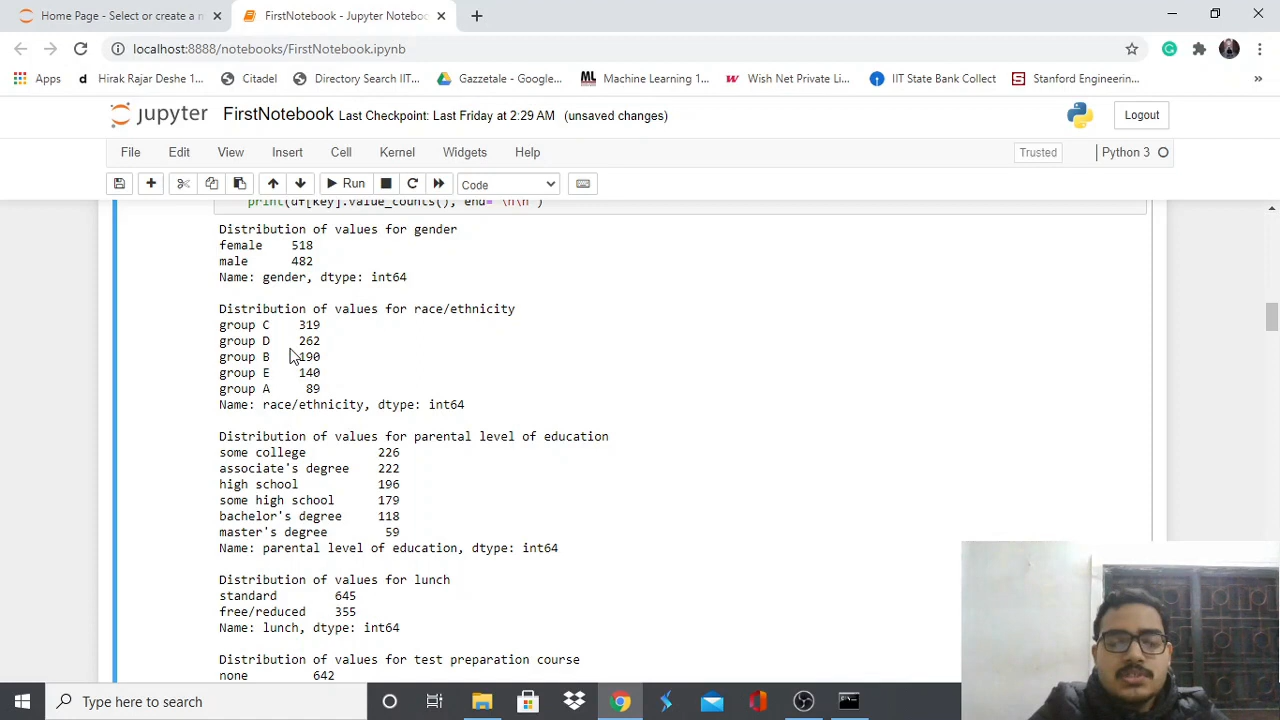 Home Page - Select or create a n
FirstNotebook - Jupyter Noteboo
localhost:8888/notebooks/FirstNotebook.ipynb
Apps
Hirak Rajar Deshe 1...
Citadel
Directory Search IIT...
Gazzetale - Google...
ML
Machine Learning 1...
Wish Net Private Li...
IIT State Bank Collect
Stanford Engineerin...
jupyter FirstNotebook Last Checkpoint: Last Friday at 2:29 AM (unsaved changes)
Logout
File Edit View Insert Cell Kernel Widgets Help
Trusted
Python 3
Run
Code
print(df[key].value_counts(), end='\n\n')
Distribution of values for gender
female 518
male 482
Name: gender, dtype: int64
Distribution of values for race/ethnicity
group C 319
group D 262
group B 190
group E 140
group A 89
Name: race/ethnicity, dtype: int64
Distribution of values for parental level of education
some college 226
associate's degree 222
high school 196
some high school 179
bachelor's degree 118
master's degree 59
Name: parental level of education, dtype: int64
Distribution of values for lunch
standard 645
free/reduced 355
Name: lunch, dtype: int64
Distribution of values for test preparation course
none 642
Type here to search